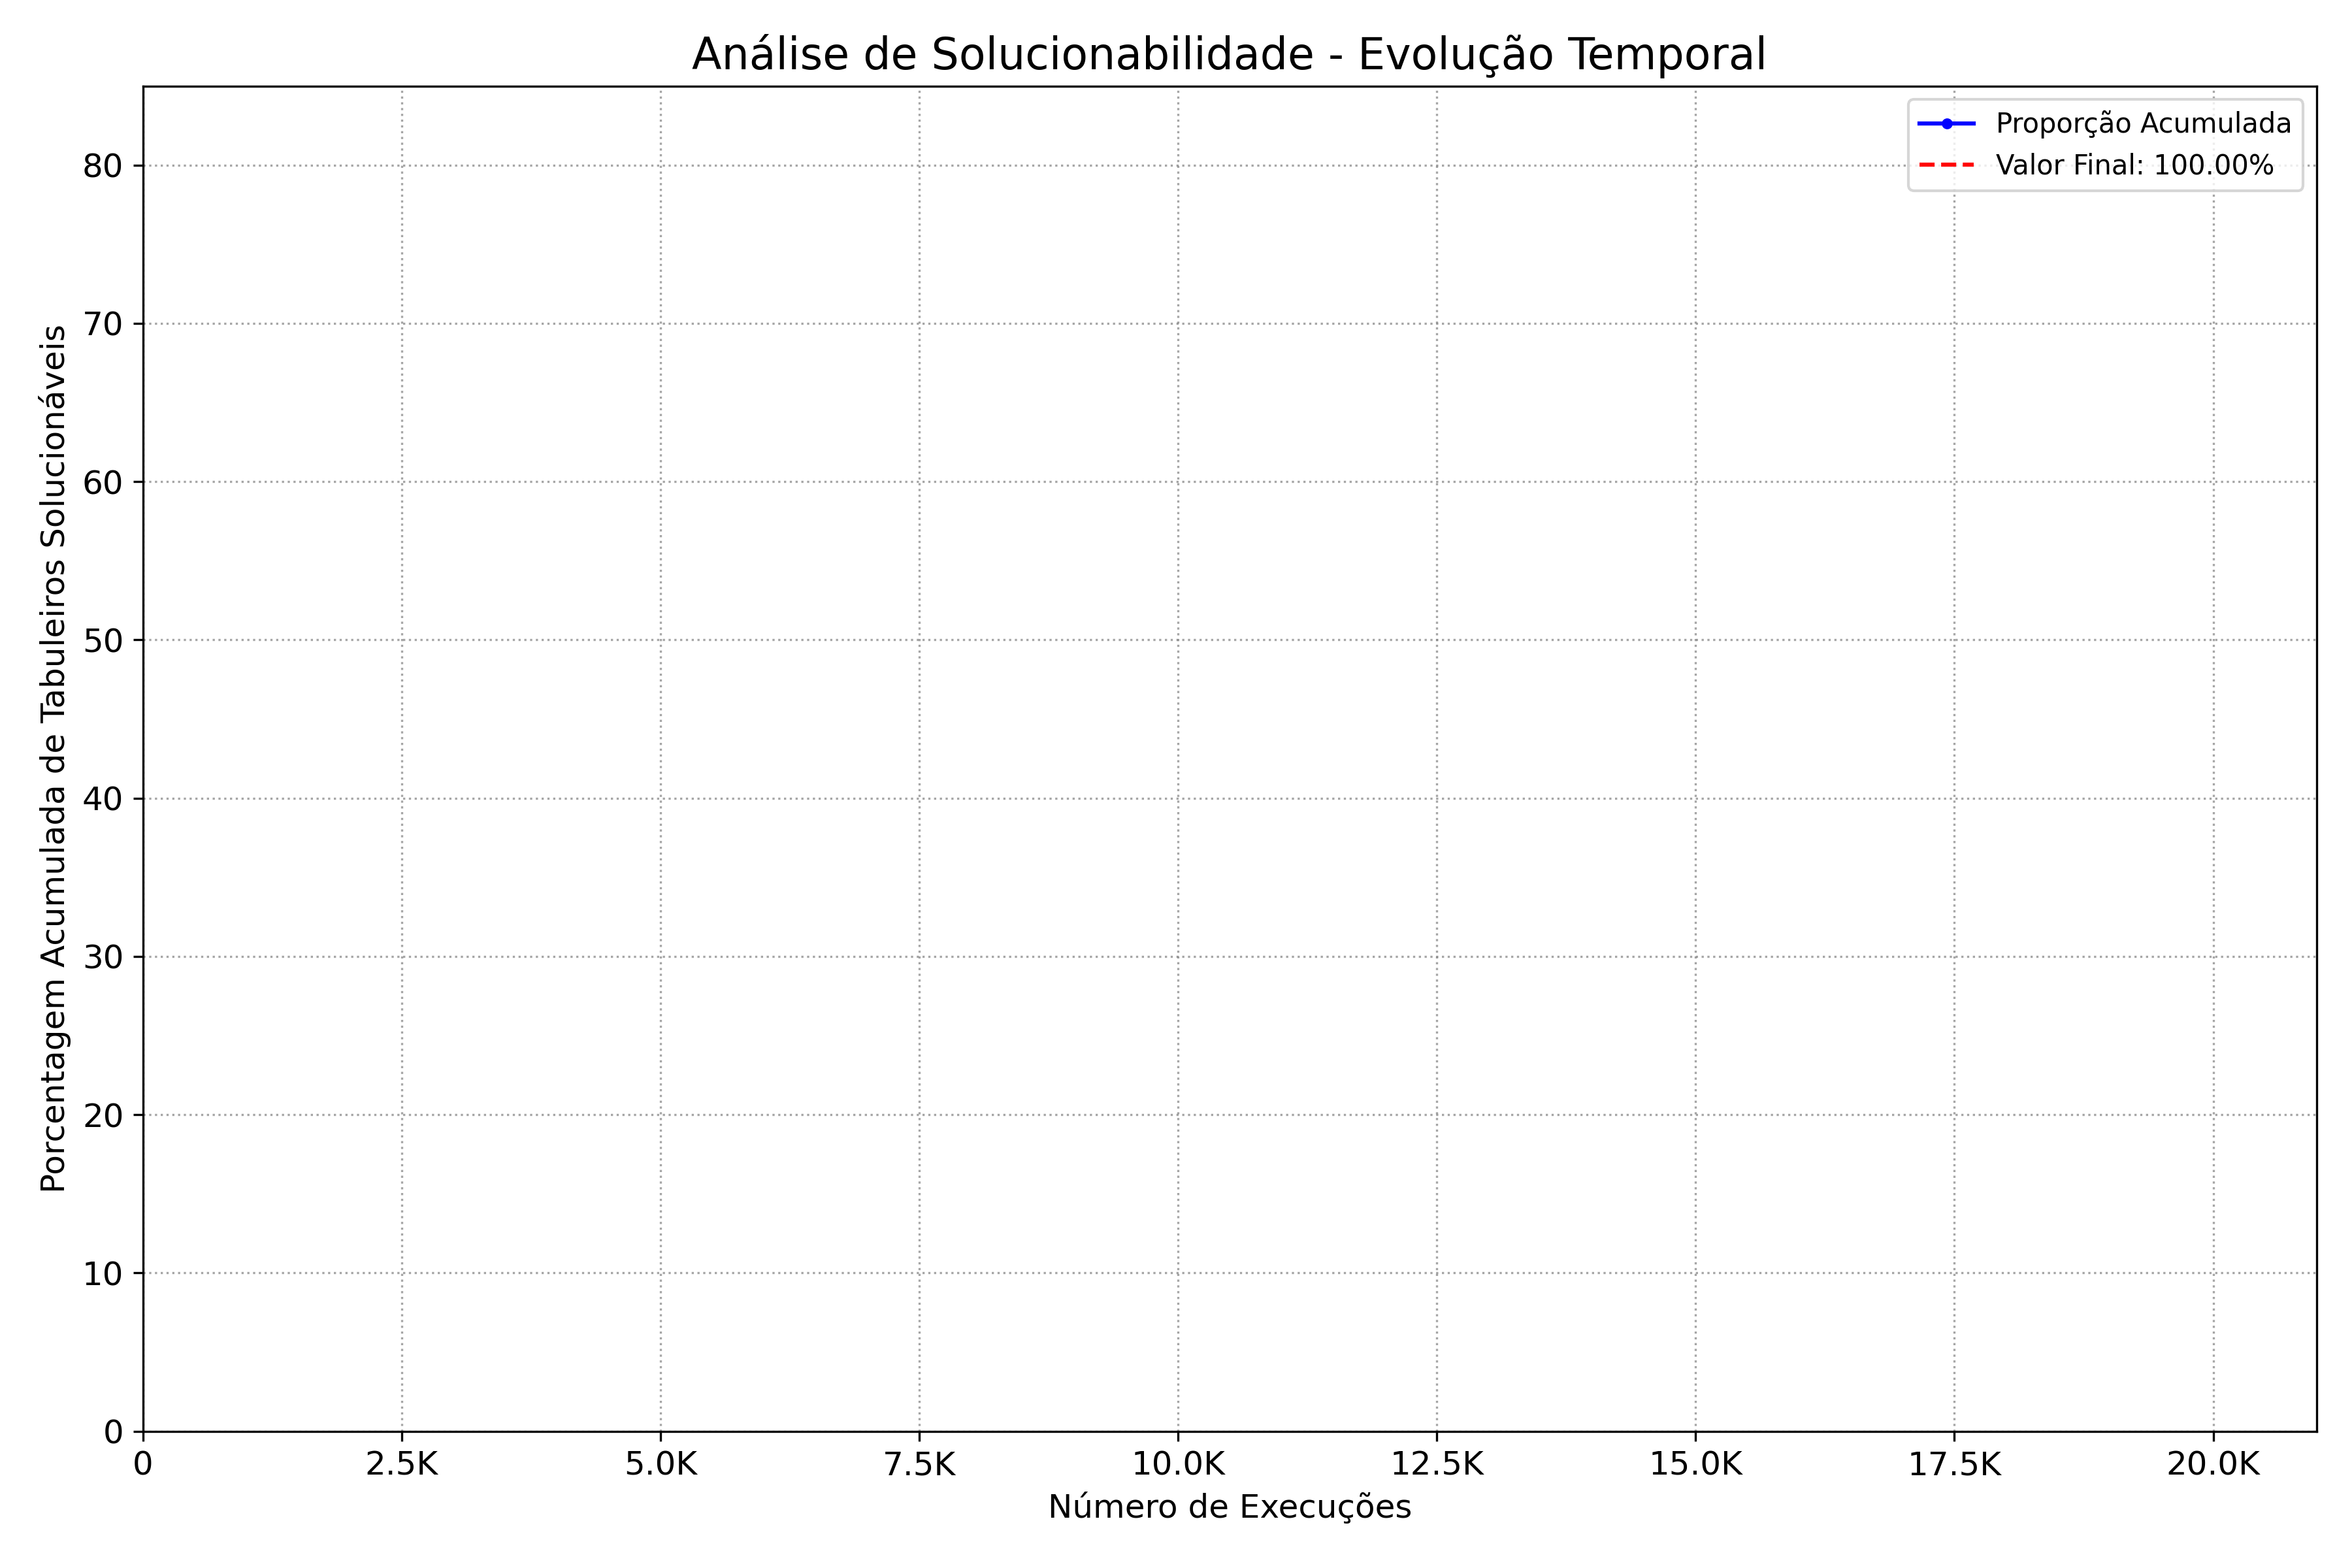 Análise de Solucionabilidade - Evolução Temporal
Proporção Acumulada
Valor Final: 100.00%
Porcentagem Acumulada de Tabuleiros Solucionáveis
80
70
60
50
40
30
20
10
0
0 2.5K 5.0K 7.5K 10.0K 12.5K 15.0K 17.5K 20.0K
Número de Execuções